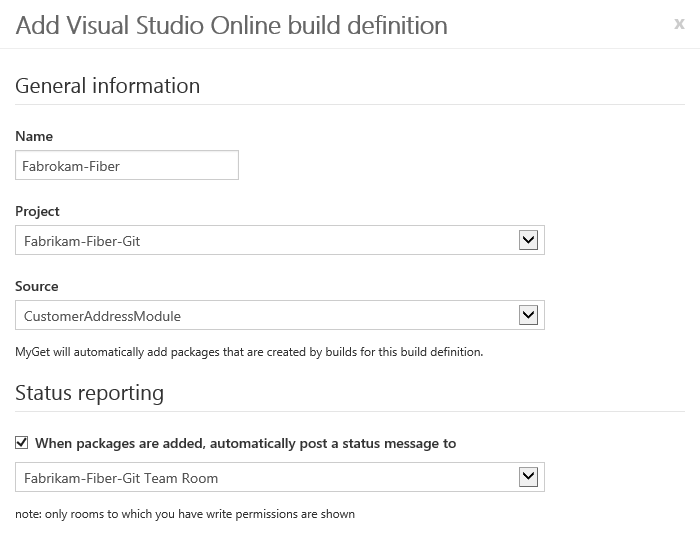 Add Visual Studio Online build definition
x
General information
Name
Fabrokam-Fiber
Project
Fabrikam-Fiber-Git
Source
CustomerAddressModule
MyGet will automatically add packages that are created by builds for this build definition.
Status reporting
When packages are added, automatically post a status message to
Fabrikam-Fiber-Git Team Room
note: only rooms to which you have write permissions are shown